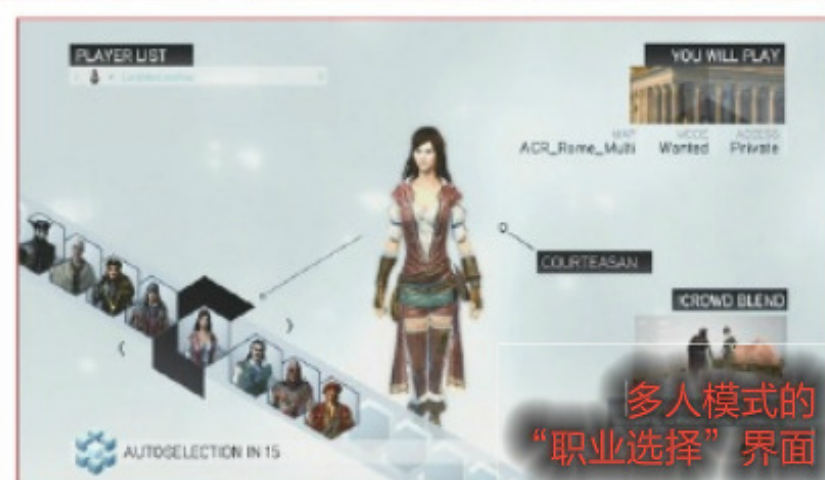 PLAYER LIST
YOU WILL PLAY
MAP
MODE
ACCESS
ACR_Rome_Multi
Wanted
Private
COURTEASAN
!CROWD BLEND
多人模式的
“职业选择”界面
AUTOSELECTION IN 15